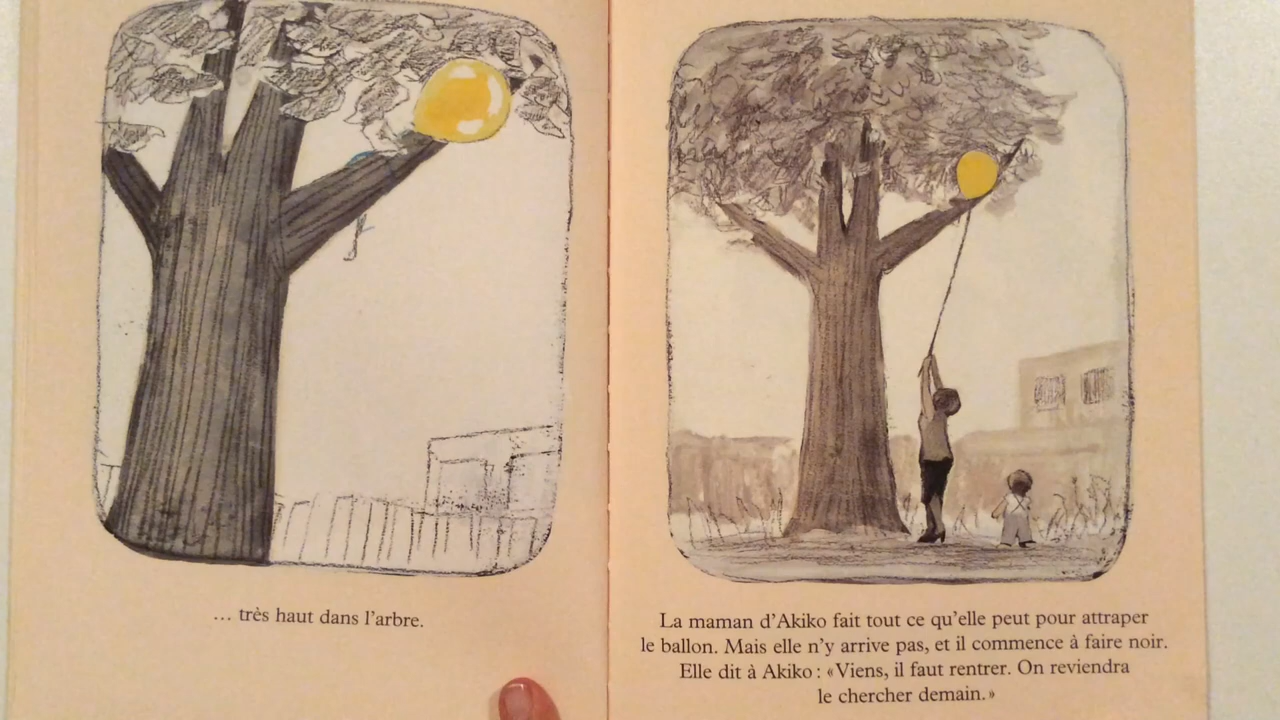 ... très haut dans l'arbre.
La maman d'Akiko fait tout ce qu'elle peut pour attraper
le ballon. Mais elle n'y arrive pas, et il commence à faire noir.
Elle dit à Akiko : «Viens, il faut rentrer. On reviendra
le chercher demain.»